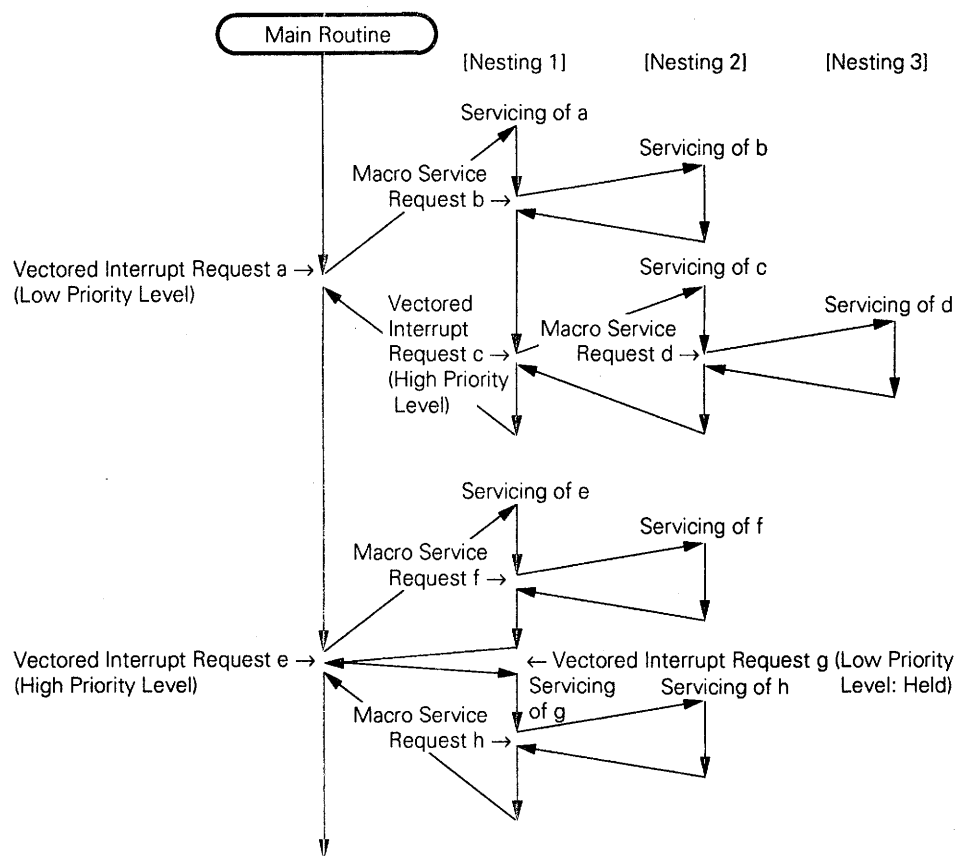 Main Routine
[Nesting 1] [Nesting 2] [Nesting 3]
Servicing of a
Servicing of b
Macro Service
Request b →
Vectored Interrupt Request a →
(Low Priority Level)
Servicing of c
Vectored
Interrupt
Request c →
(High Priority
Level)
Macro Service
Request d →
Servicing of d
Servicing of e
Servicing of f
Macro Service
Request f →
Vectored Interrupt Request e →
(High Priority Level)
← Vectored Interrupt Request g (Low Priority
Level: Held)
Servicing
of g
Servicing of h
Macro Service
Request h →